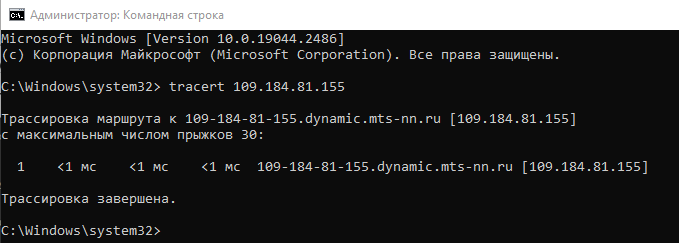 Администратор: Командная строка
Microsoft Windows [Version 10.0.19044.2486]
(c) Корпорация Майкрософт (Microsoft Corporation). Все права защищены.
C:\Windows\system32> tracert 109.184.81.155
Трассировка маршрута к 109-184-81-155.dynamic.mts-nn.ru [109.184.81.155]
с максимальным числом прыжков 30:
1 <1 мс <1 мс <1 мс 109-184-81-155.dynamic.mts-nn.ru [109.184.81.155]
Трассировка завершена.
C:\Windows\system32>